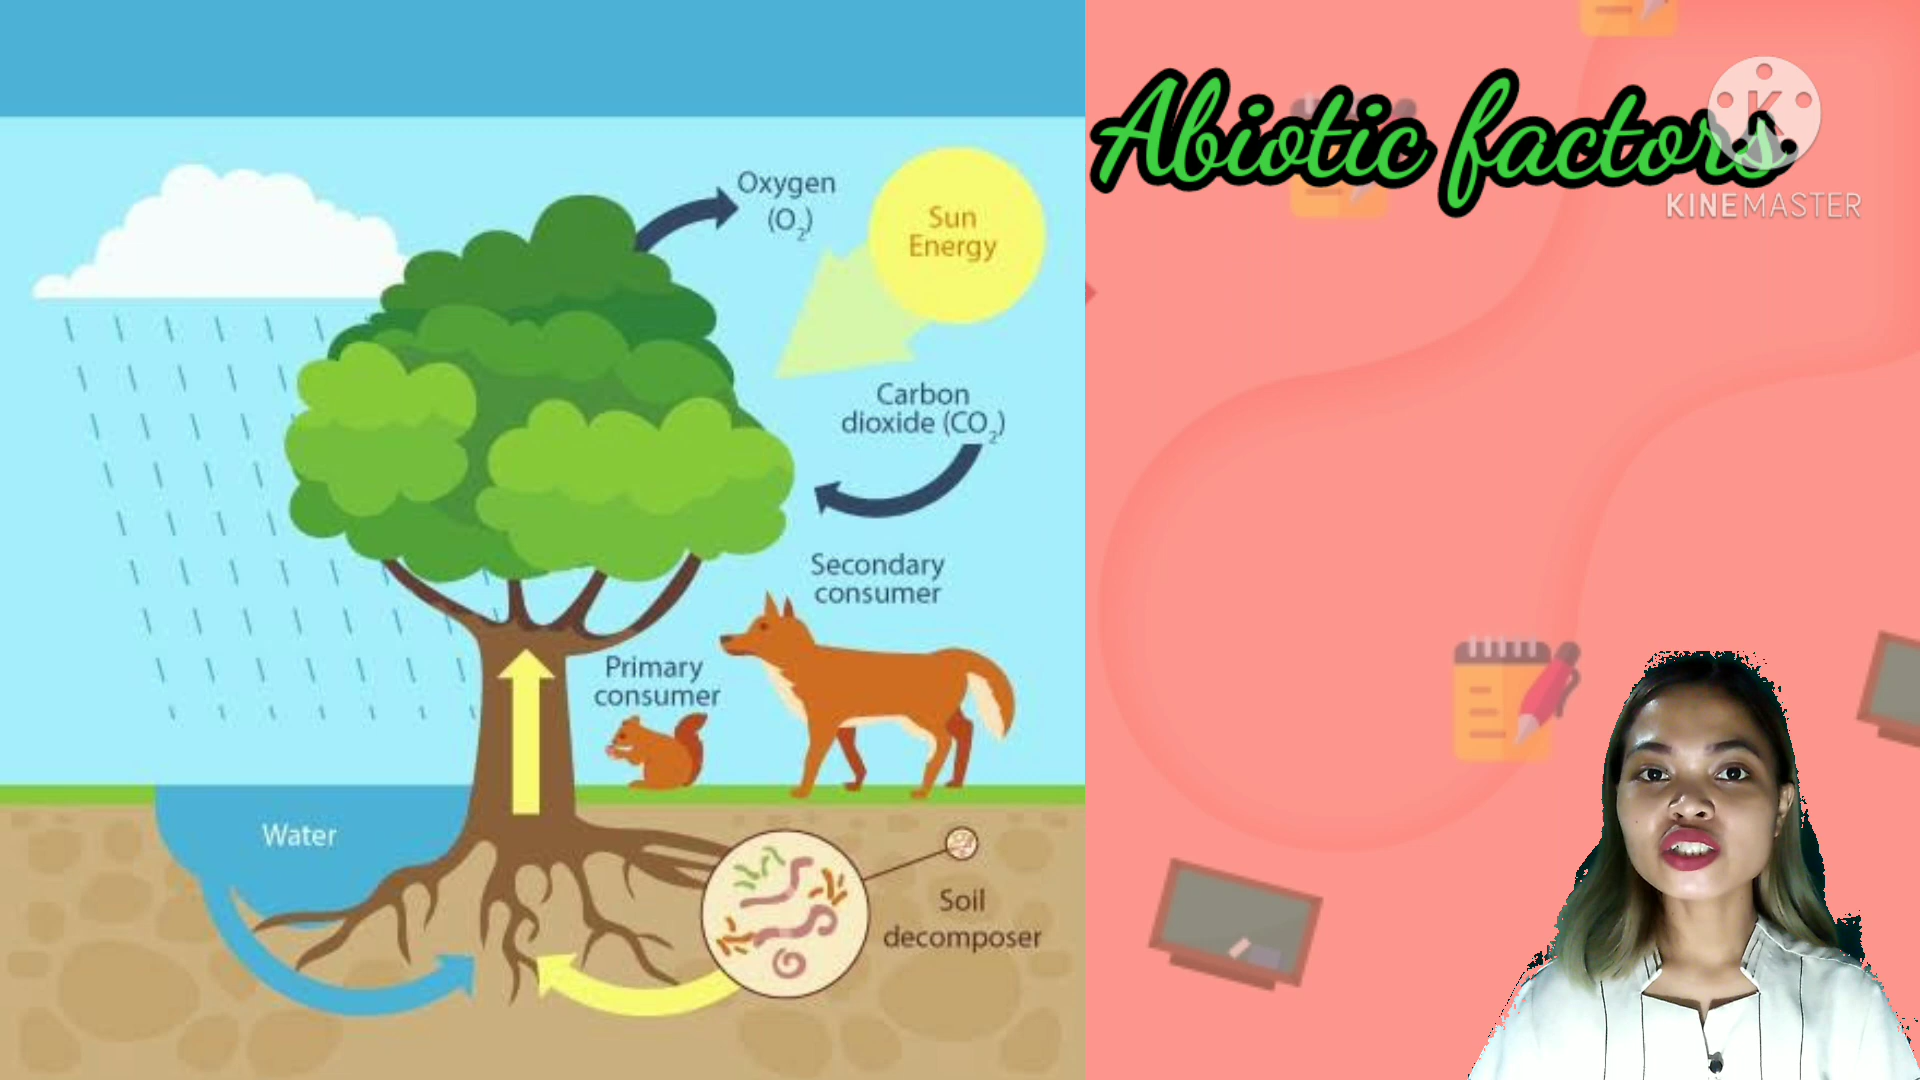 Abiotic factors
K
KINEMASTER
Oxygen
(O₂)
Sun
Energy
Carbon
dioxide (CO₂)
Secondary
consumer
Primary
consumer
Water
Soil
decomposer